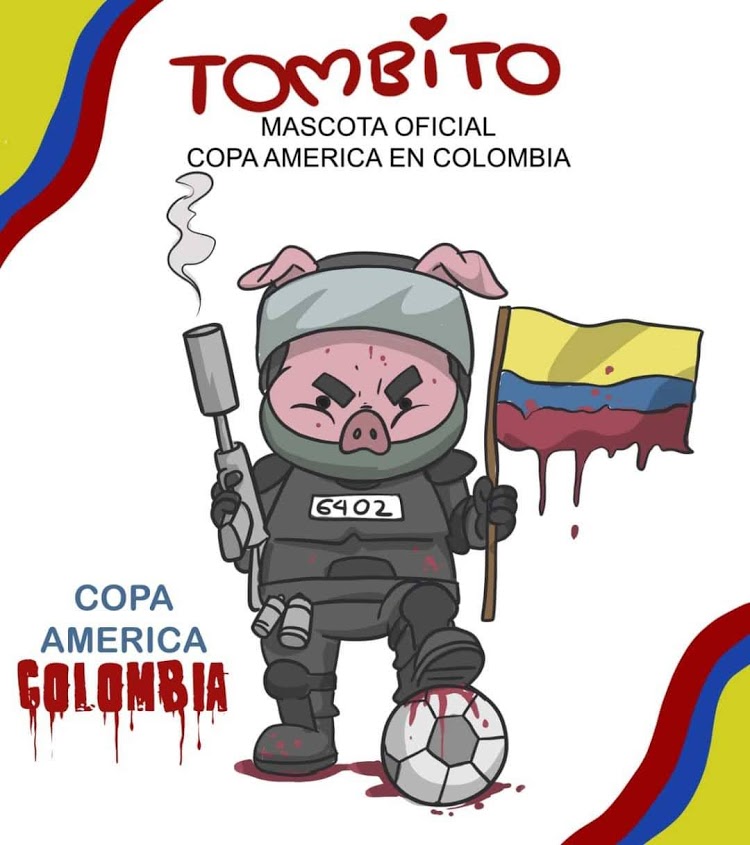 TOMBiTO
MASCOTA OFICIAL
COPA AMERICA EN COLOMBIA
6402
COPA
AMERICA
COLOMBIA